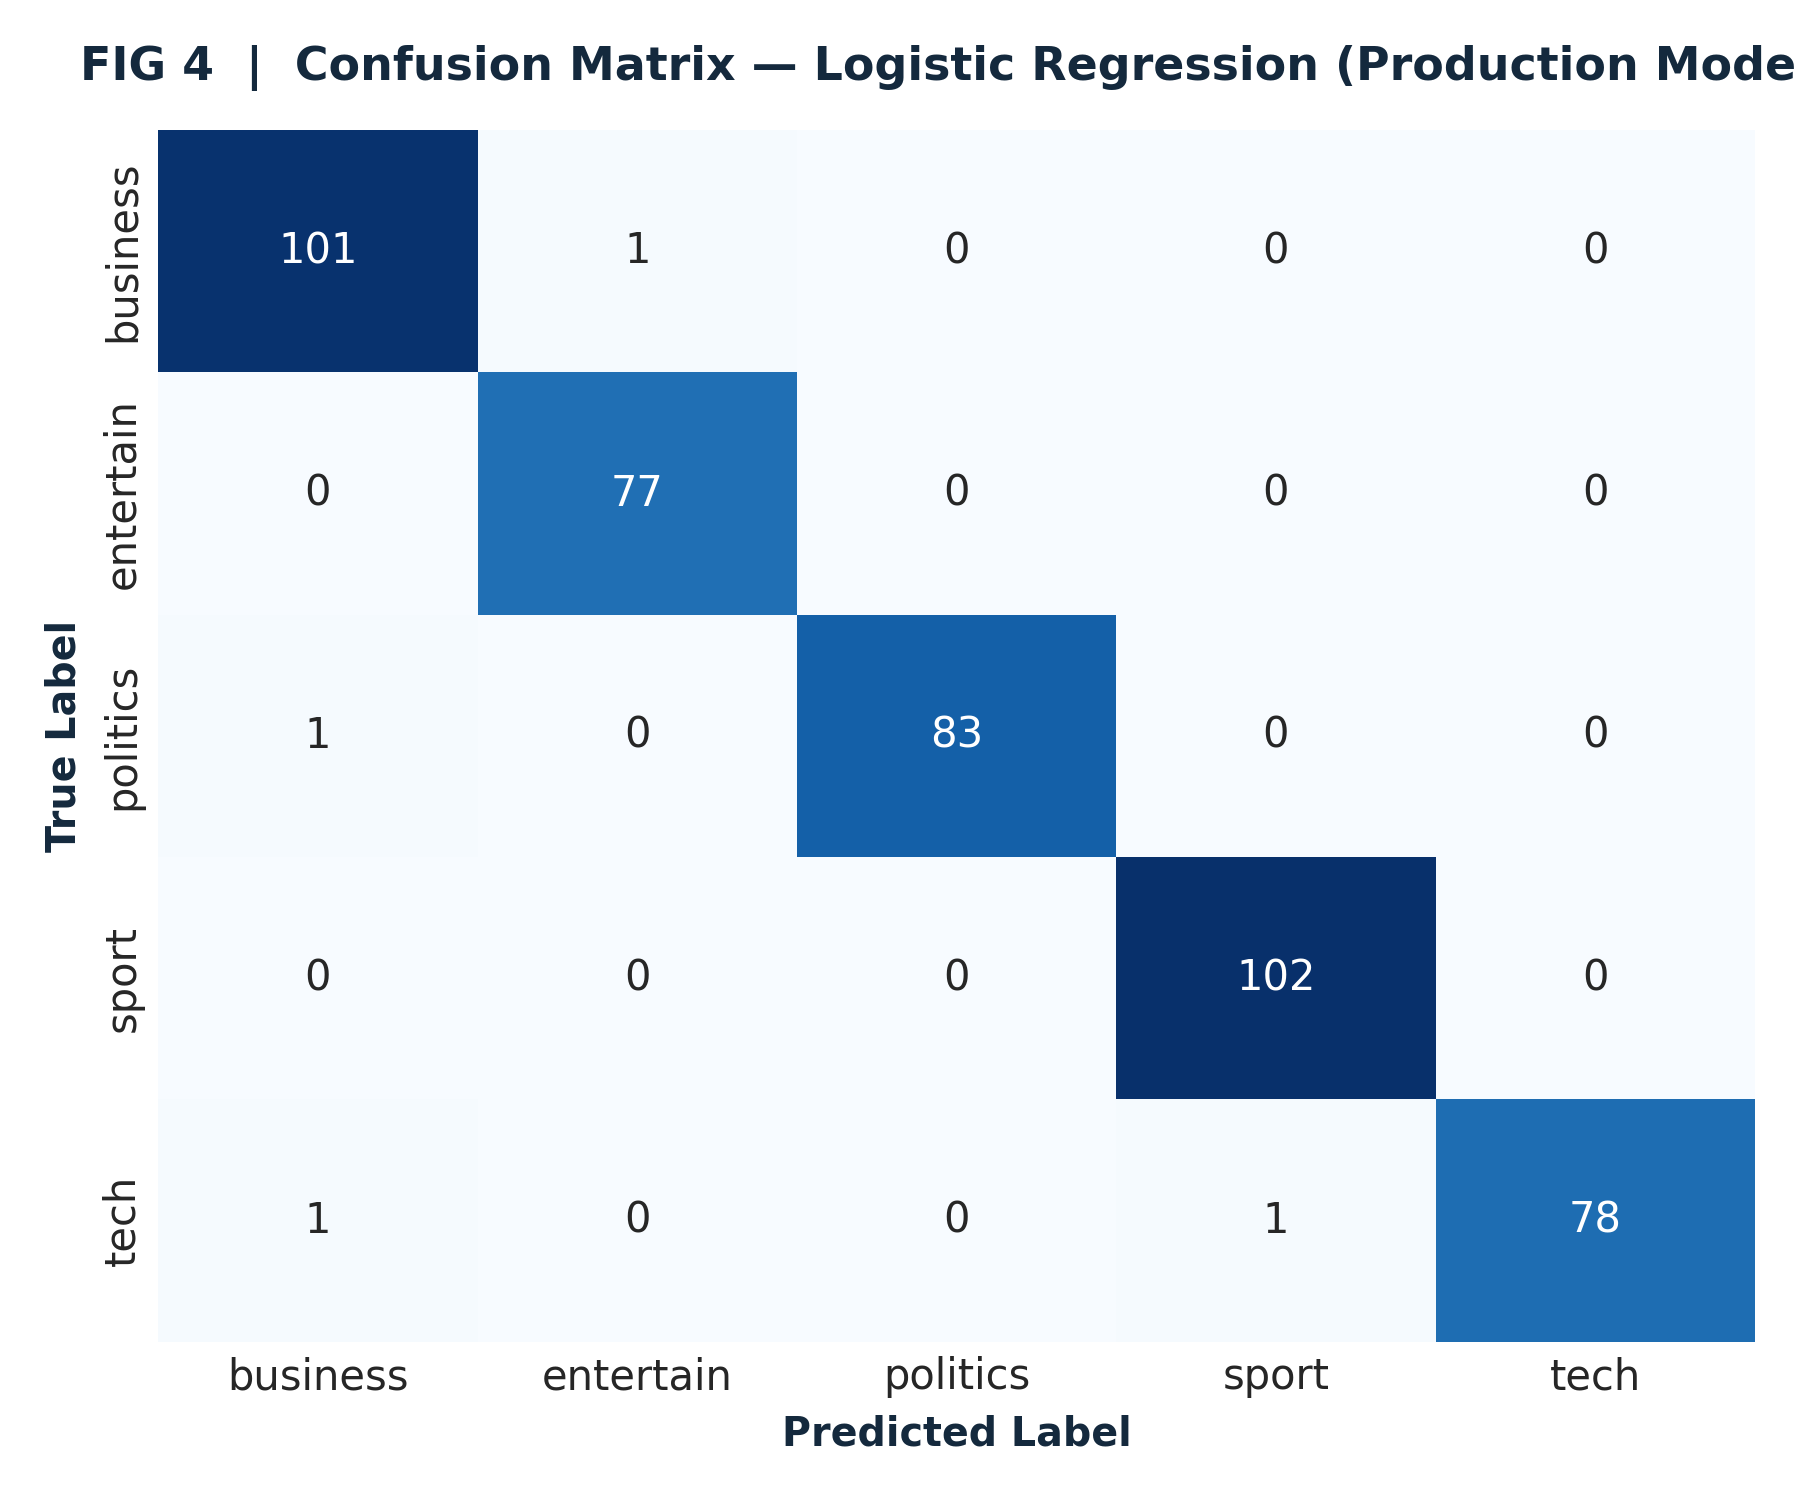 FIG 4 | Confusion Matrix — Logistic Regression (Production Mode
business
101 1 0 0 0
entertain
0 77 0 0 0
politics
1 0 83 0 0
sport
0 0 0 102 0
tech
1 0 0 1 78
True Label
business entertain politics sport tech
Predicted Label